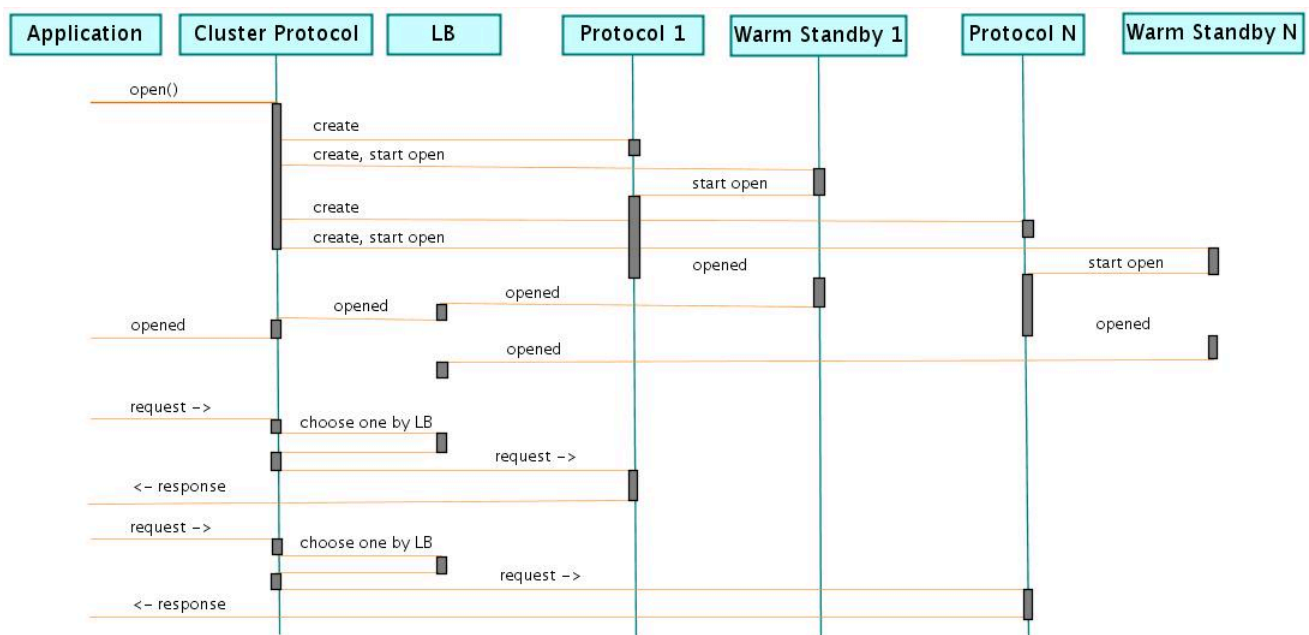 Application Cluster Protocol LB Protocol 1 Warm Standby 1 Protocol N Warm Standby N
open()
create
create, start open
start open
create
create, start open
opened
start open
opened
opened
opened
opened
opened
request ->
choose one by LB
request ->
<- response
request ->
choose one by LB
request ->
<- response